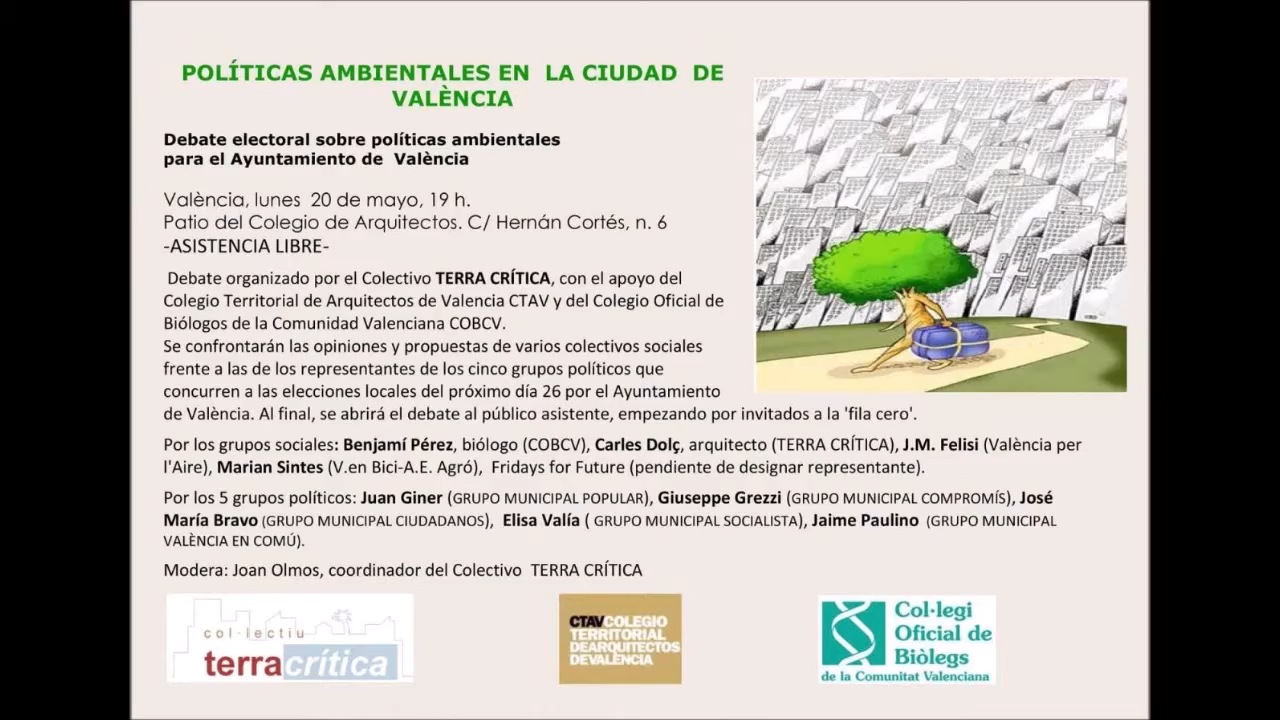 POLÍTICAS AMBIENTALES EN LA CIUDAD DE
VALÈNCIA
Debate electoral sobre políticas ambientales
para el Ayuntamiento de València
València, lunes 20 de mayo, 19 h.
Patio del Colegio de Arquitectos. C/ Hernán Cortés, n. 6
-ASISTENCIA LIBRE-
Debate organizado por el Colectivo TERRA CRÍTICA, con el apoyo del
Colegio Territorial de Arquitectos de Valencia CTAV y del Colegio Oficial de
Biólogos de la Comunidad Valenciana COBCV.
Se confrontarán las opiniones y propuestas de varios colectivos sociales
frente a las de los representantes de los cinco grupos políticos que
concurren a las elecciones locales del próximo día 26 por el Ayuntamiento
de València. Al final, se abrirá el debate al público asistente, empezando por invitados a la 'fila cero'.
Por los grupos sociales: Benjamí Pérez, biólogo (COBCV), Carles Dolç, arquitecto (TERRA CRÍTICA), J.M. Felisi (València per
l'Aire), Marian Sintes (V.en Bici-A.E. Agró), Fridays for Future (pendiente de designar representante).
Por los 5 grupos políticos: Juan Giner (GRUPO MUNICIPAL POPULAR), Giuseppe Grezzi (GRUPO MUNICIPAL COMPROMÍS), José
María Bravo (GRUPO MUNICIPAL CIUDADANOS), Elisa Valía ( GRUPO MUNICIPAL SOCIALISTA), Jaime Paulino (GRUPO MUNICIPAL
VALÈNCIA EN COMÚ).
Modera: Joan Olmos, coordinador del Colectivo TERRA CRÍTICA
col·lectiu
terracrítica
CTAVCOLEGIO
TERRITORIAL
DEARQUITECTOS
DEVALÈNCIA
Col·legi
Oficial de
Biòlegs
de la Comunitat Valenciana